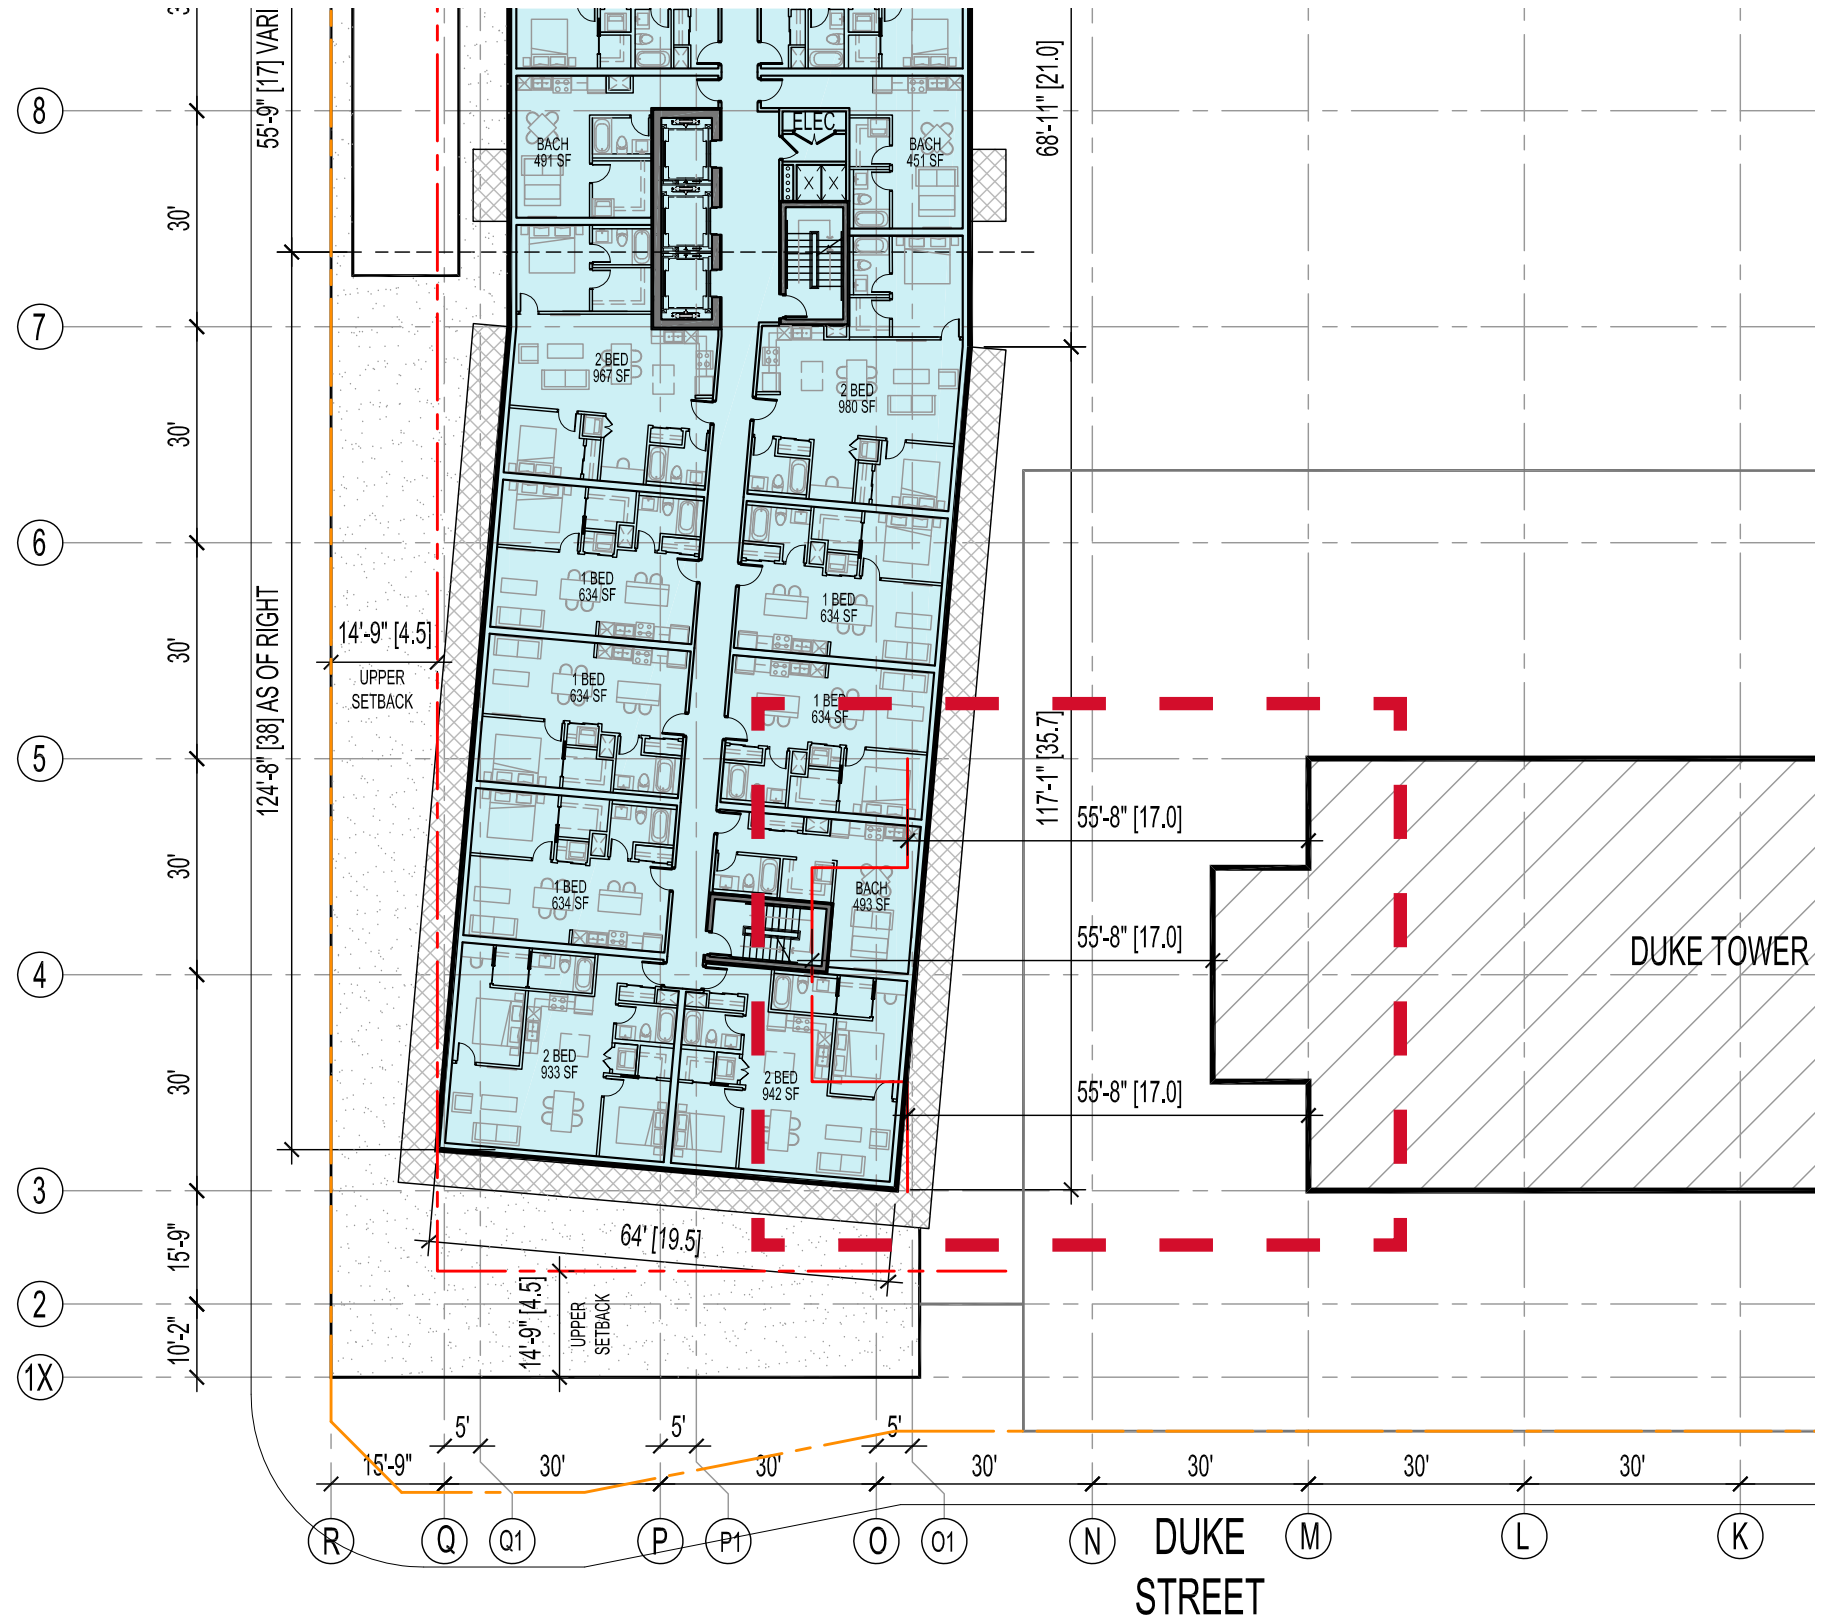 55'-9" [17] VARI
68'-11" [21.0]
8
ELEC
BACH
491 SF
BACH
451 SF
30'
7
2 BED
967 SF
2 BED
980 SF
30'
6
1 BED
634 SF
1 BED
634 SF
30'
124'-8" [38] AS OF RIGHT
14'-9" [4.5]
UPPER
SETBACK
1 BED
634 SF
1 BED
634 SF
5
117'-1" [35.7]
55'-8" [17.0]
30'
1 BED
634 SF
BACH
493 SF
55'-8" [17.0]
DUKE TOWER
4
2 BED
933 SF
2 BED
942 SF
30'
55'-8" [17.0]
3
15'-9"
64' [19.5]
2
14'-9" [4.5]
UPPER
SETBACK
10'-2"
1X
5'
5'
5'
15'-9"
30'
30'
30'
30'
30'
30'
R
Q
Q1
P
P1
O
O1
N
M
L
K
DUKE
STREET